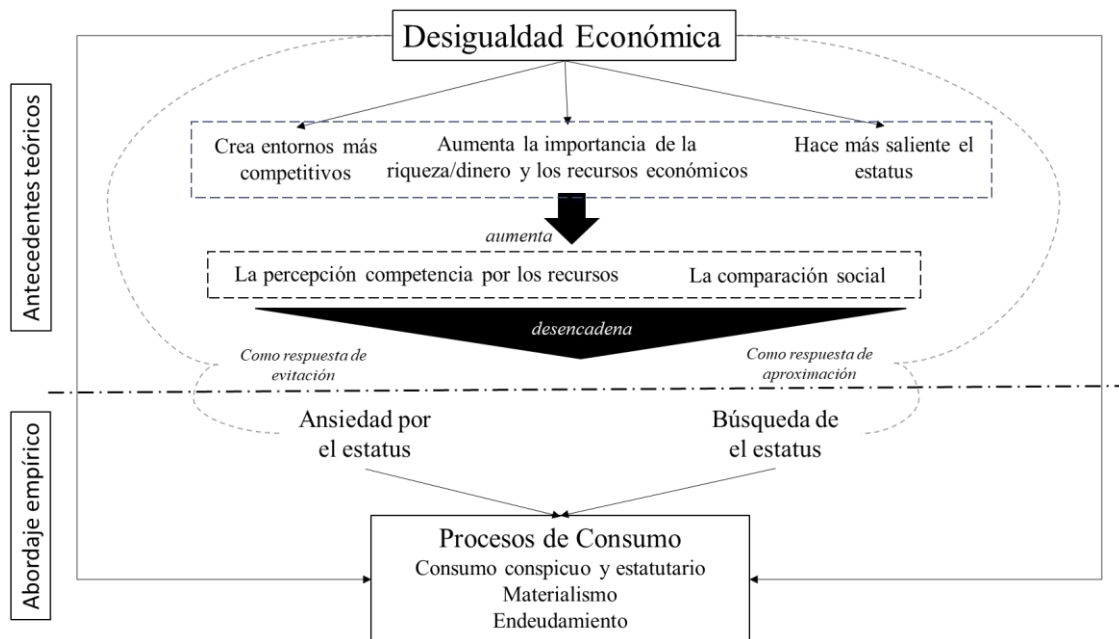 Desigualdad Económica
Antecedentes teóricos
Crea entornos más
competitivos
Aumenta la importancia de la
riqueza/dinero y los recursos económicos
Hace más saliente el
estatus
aumenta
La percepción competencia por los recursos
La comparación social
desencadena
Como respuesta de
evitación
Como respuesta de
aproximación
Abordaje empírico
Ansiedad por
el estatus
Búsqueda de
el estatus
Procesos de Consumo
Consumo conspicuo y estatutario
Materialismo
Endeudamiento